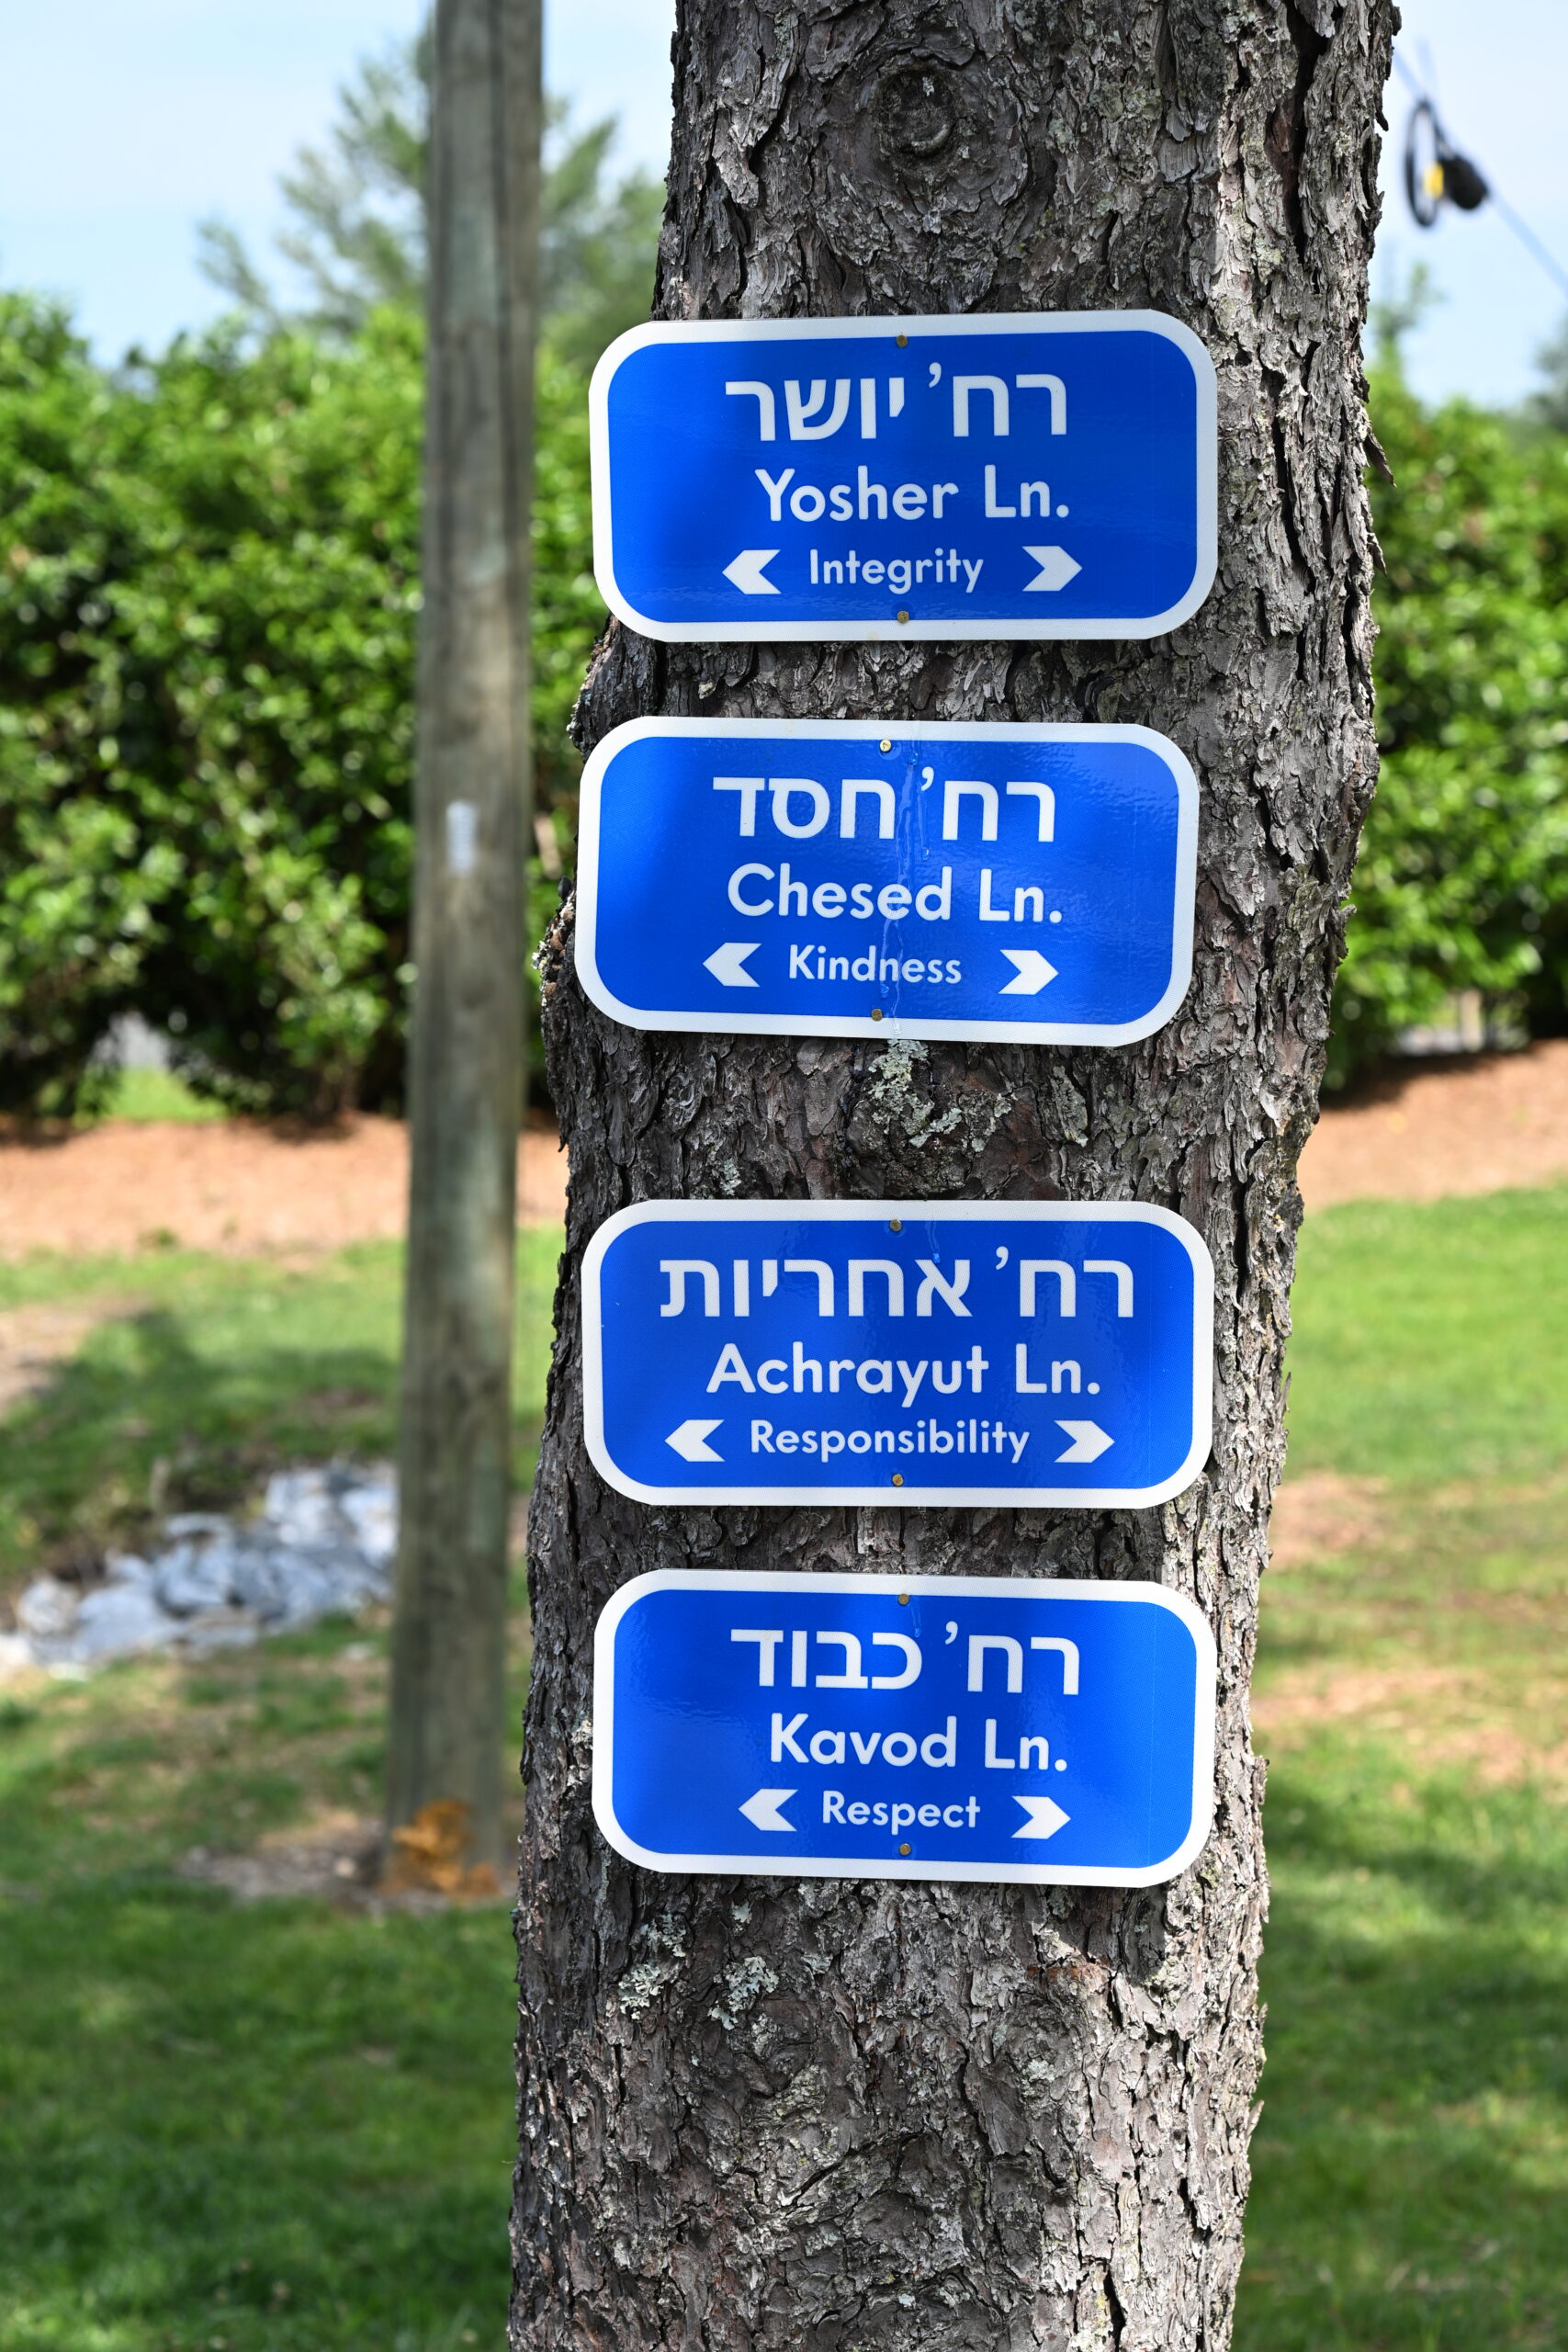 רח' יושר
Yosher Ln.
Integrity
רח' חסד
Chesed Ln.
Kindness
רח' אחריות
Achrayut Ln.
Responsibility
רח' כבוד
Kavod Ln.
Respect